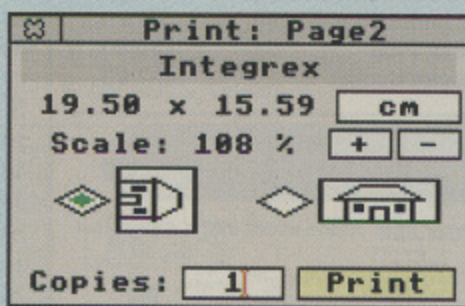 Print: Page2
Integrex
19.50 x 15.59 cm
Scale: 108 % + -
Copies: 1 Print